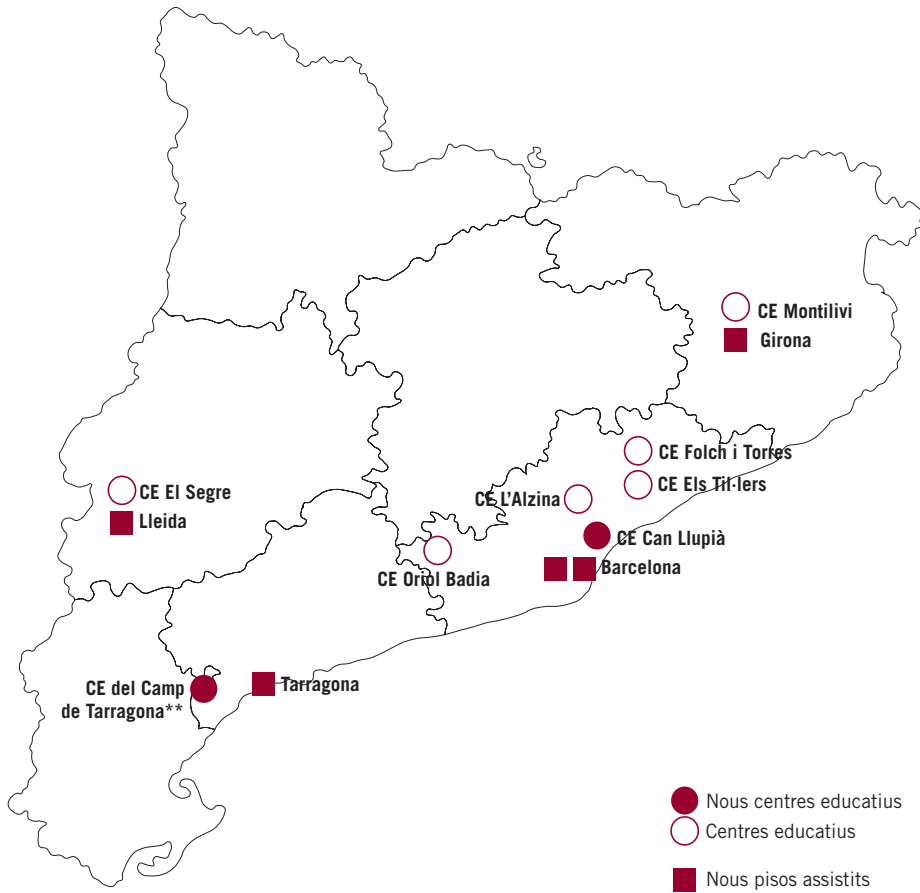 CE Montilivi
Girona
CE Folch i Torres
CE Els Til·lers
CE L'Alzina
CE El Segre
Lleida
CE Can Llupià
Barcelona
CE Oriol Badia
CE del Camp
de Tarragona**
Tarragona
Nous centres educatius
Centres educatius
Nous pisos assistits